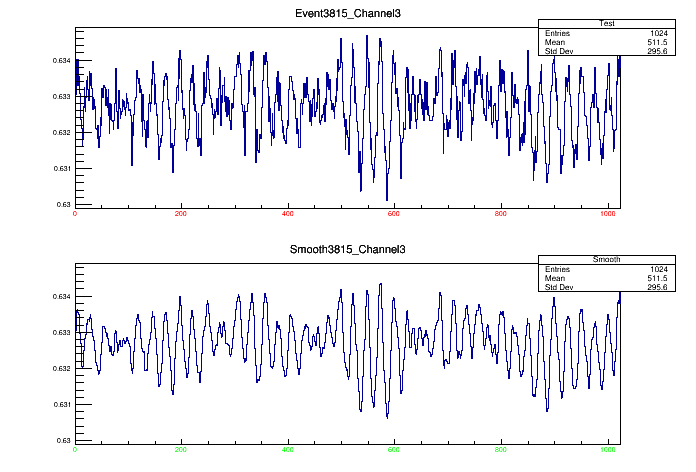 Event3815_Channel3
Test
Entries 1024
Mean 511.5
Std Dev 295.6
0.634
0.633
0.632
0.631
0.63
0 200 400 600 800 1000
Smooth3815_Channel3
Smooth
Entries 1024
Mean 511.5
Std Dev 295.6
0.634
0.633
0.632
0.631
0.63
0 200 400 600 800 1000